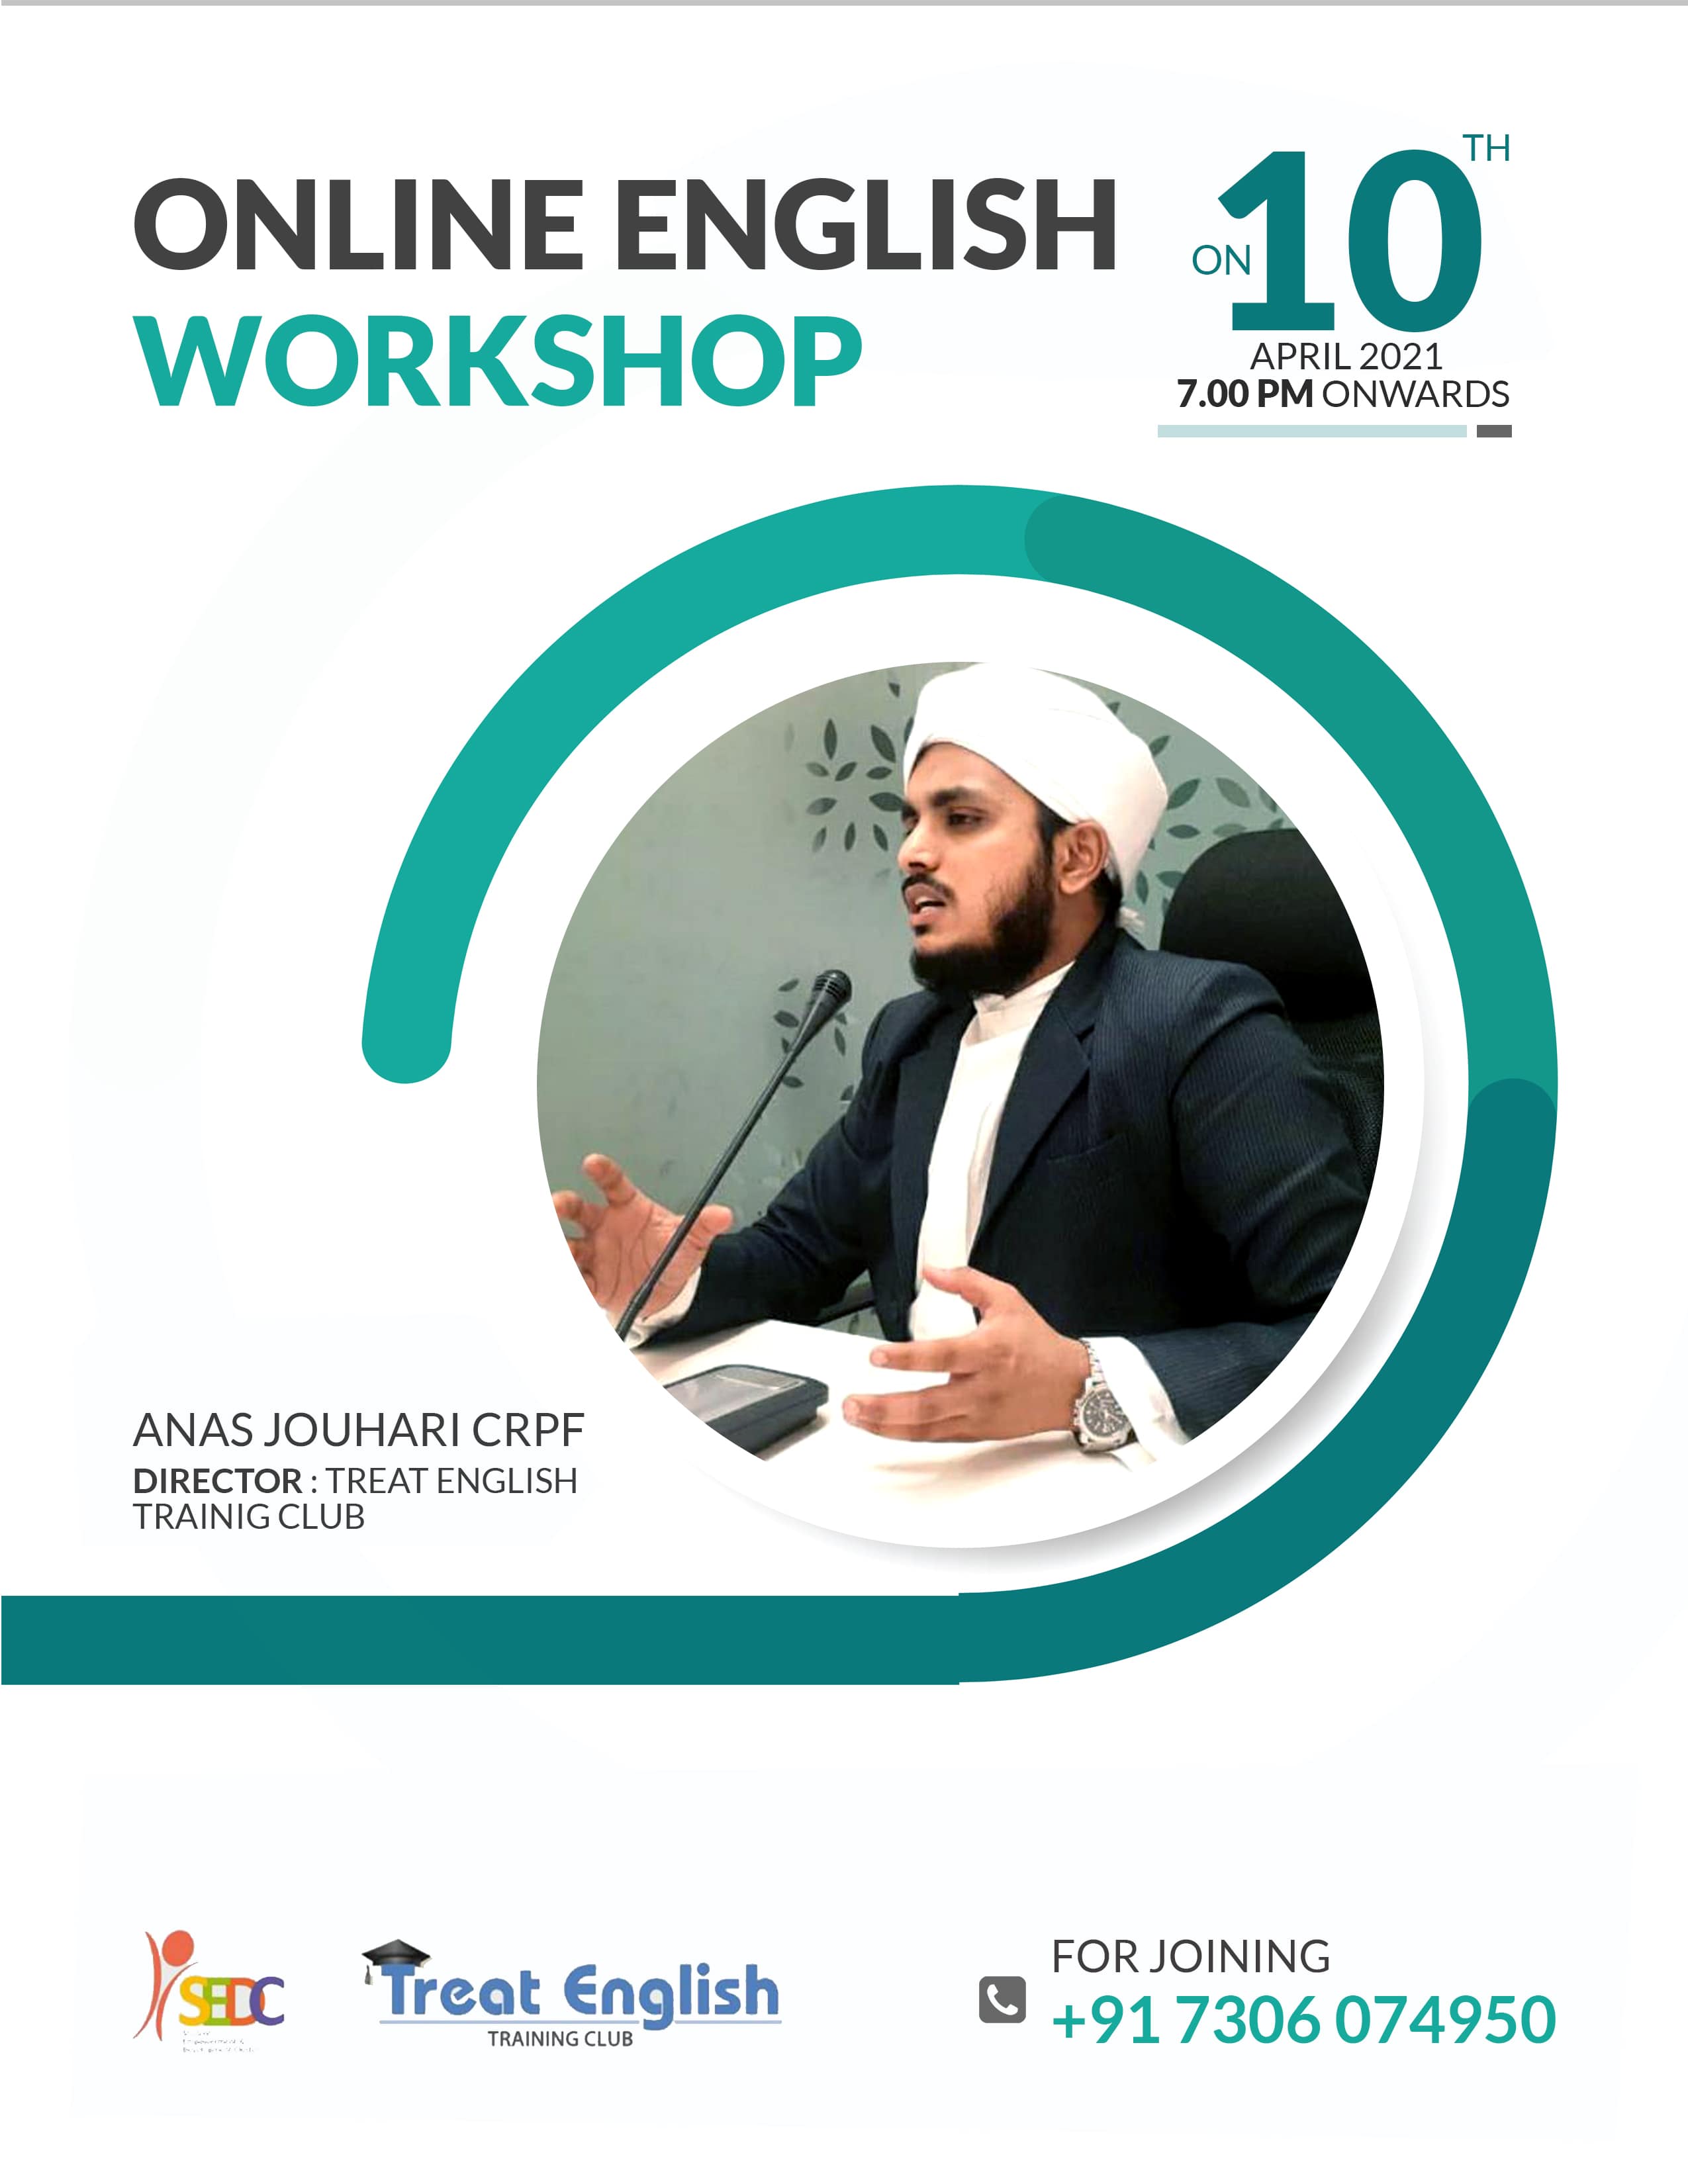 ONLINE ENGLISH
WORKSHOP
ON 10TH
APRIL 2021
7.00 PM ONWARDS
ANAS JOUHARI CRPF
DIRECTOR : TREAT ENGLISH
TRAINIG CLUB
SEDC
Treat English
TRAINING CLUB
FOR JOINING
+91 7306 074950